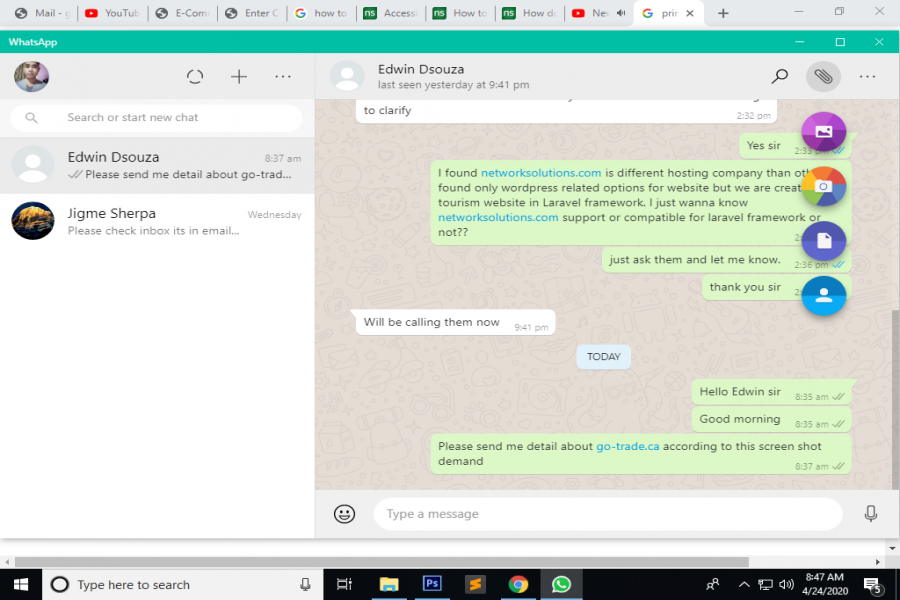 Mail - g
YouTub
E-Com
Enter C
how to
Accessi
How to
How do
Nev
prin
WhatsApp
Edwin Dsouza
last seen yesterday at 9:41 pm
Search or start new chat
Edwin Dsouza
8:37 am
Please send me detail about go-trad...
Jigme Sherpa
Wednesday
Please check inbox its in email...
to clarify
2:32 pm
Yes sir
I found networksolutions.com is different hosting company than
found only wordpress related options for website but we are
tourism website in Laravel framework. I just wanna know
networksolutions.com support or compatible for laravel framework or
not??
just ask them and let me know.
2:36 pm
thank you sir
Will be calling them now
9:41 pm
TODAY
Hello Edwin sir
8:35 am
Good morning
8:35 am
Please send me detail about go-trade.ca according to this screen shot
demand
8:37 am
Type a message
Type here to search
Ps
8:47 AM
4/24/2020
5